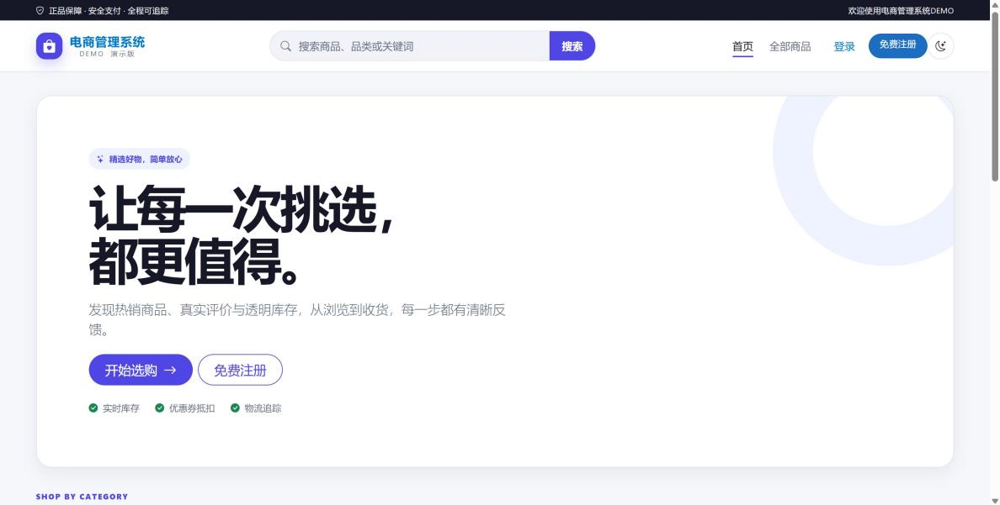 正品保障 · 安全支付 · 全程可追踪
欢迎使用电商管理系统DEMO
电商管理系统
DEMO 演示版
搜索商品、品类或关键词
搜索
首页
全部商品
登录
免费注册
精选好物，简单放心
让每一次挑选，
都更值得。
发现热销商品、真实评价与透明库存，从浏览到收货，每一步都有清晰反
馈。
开始选购 →
免费注册
实时库存
优惠券抵扣
物流追踪
SHOP BY CATEGORY